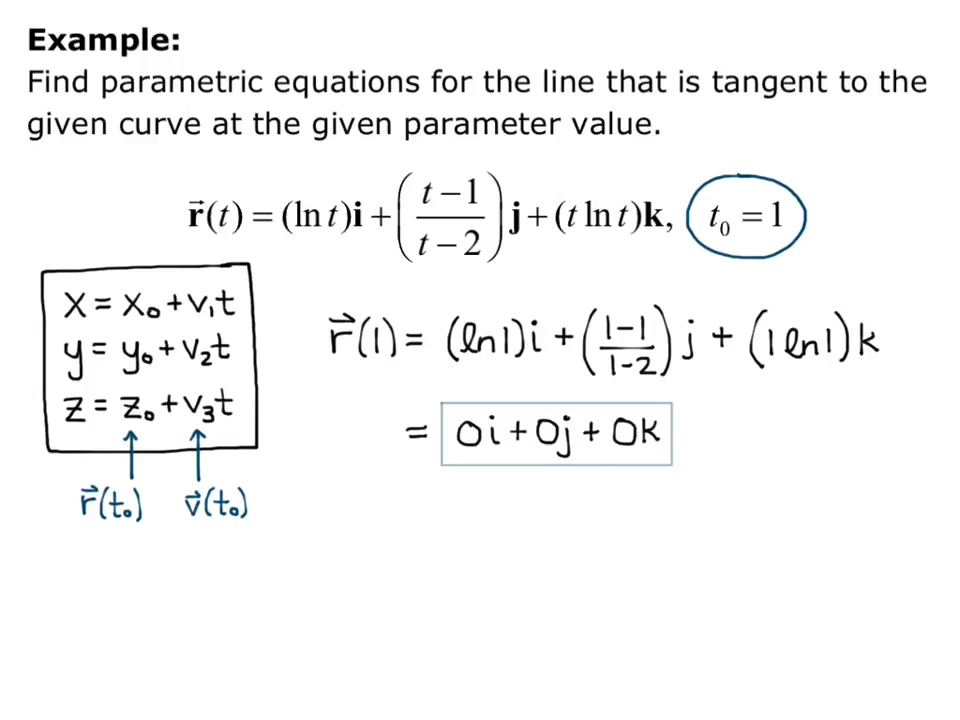 Example:
Find parametric equations for the line that is tangent to the
given curve at the given parameter value.
r⃗(t) = (ln t)i + ((t − 1)/(t − 2))j + (t ln t)k, t₀ = 1
x = x₀ + v₁t
y = y₀ + v₂t
z = z₀ + v₃t
r⃗(t₀) v⃗(t₀)
r⃗(1) = (ln1)i + ((1-1)/(1-2))j + (1 ln1)k
= 0i + 0j + 0k